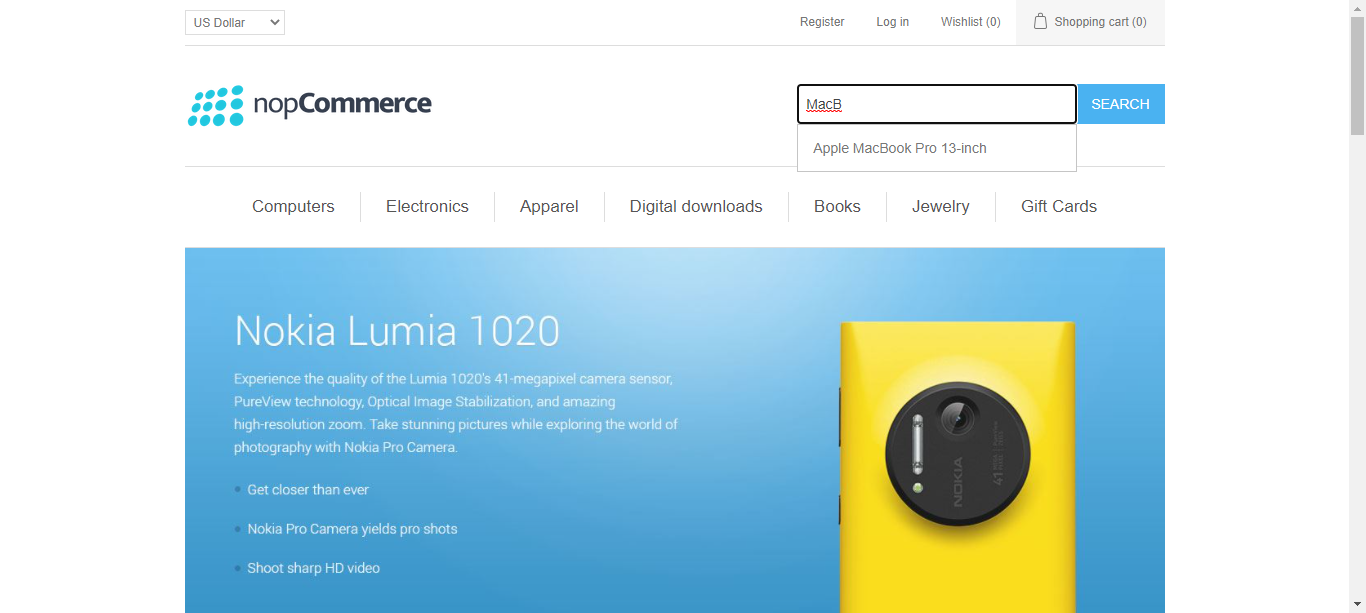 US Dollar
Register
Log in
Wishlist (0)
Shopping cart (0)
nopCommerce
MacB
SEARCH
Apple MacBook Pro 13-inch
Computers
Electronics
Apparel
Digital downloads
Books
Jewelry
Gift Cards
Nokia Lumia 1020
Experience the quality of the Lumia 1020's 41-megapixel camera sensor,
PureView technology, Optical Image Stabilization, and amazing
high-resolution zoom. Take stunning pictures while exploring the world of
photography with Nokia Pro Camera.
Get closer than ever
Nokia Pro Camera yields pro shots
Shoot sharp HD video
NOKIA
41